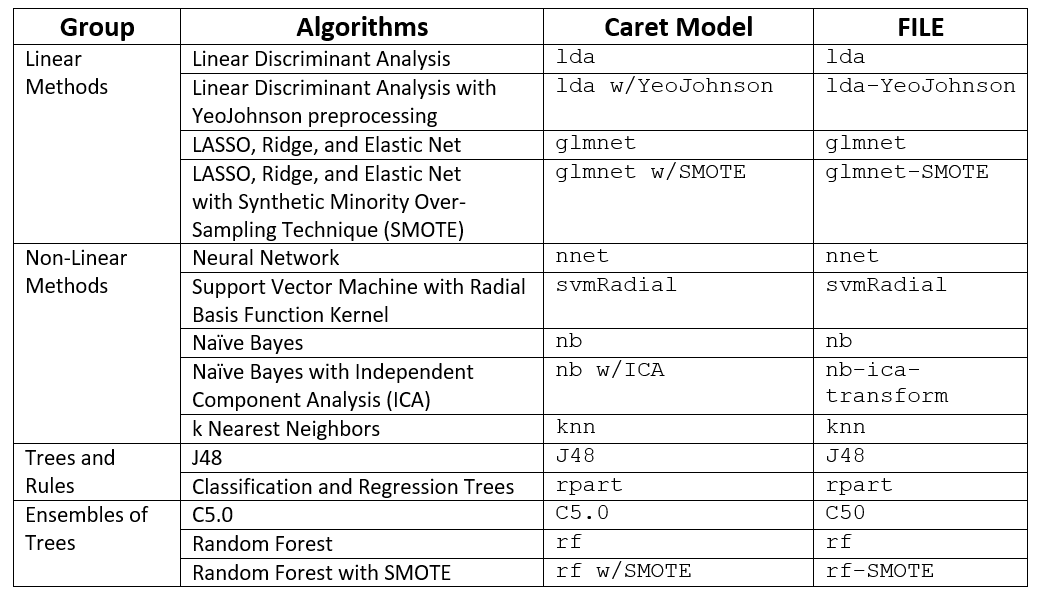 Group Algorithms Caret Model FILE
Linear Methods Linear Discriminant Analysis lda lda
Linear Discriminant Analysis with lda w/YeoJohnson lda-YeoJohnson
YeoJohnson preprocessing
LASSO, Ridge, and Elastic Net glmnet glmnet
LASSO, Ridge, and Elastic Net glmnet w/SMOTE glmnet-SMOTE
with Synthetic Minority Over-
Sampling Technique (SMOTE)
Non-Linear Methods Neural Network nnet nnet
Support Vector Machine with Radial svmRadial svmRadial
Basis Function Kernel
Naïve Bayes nb nb
Naïve Bayes with Independent nb w/ICA nb-ica-
Component Analysis (ICA) transform
k Nearest Neighbors knn knn
Trees and Rules J48 J48 J48
Classification and Regression Trees rpart rpart
Ensembles of Trees C5.0 C5.0 C50
Random Forest rf rf
Random Forest with SMOTE rf w/SMOTE rf-SMOTE